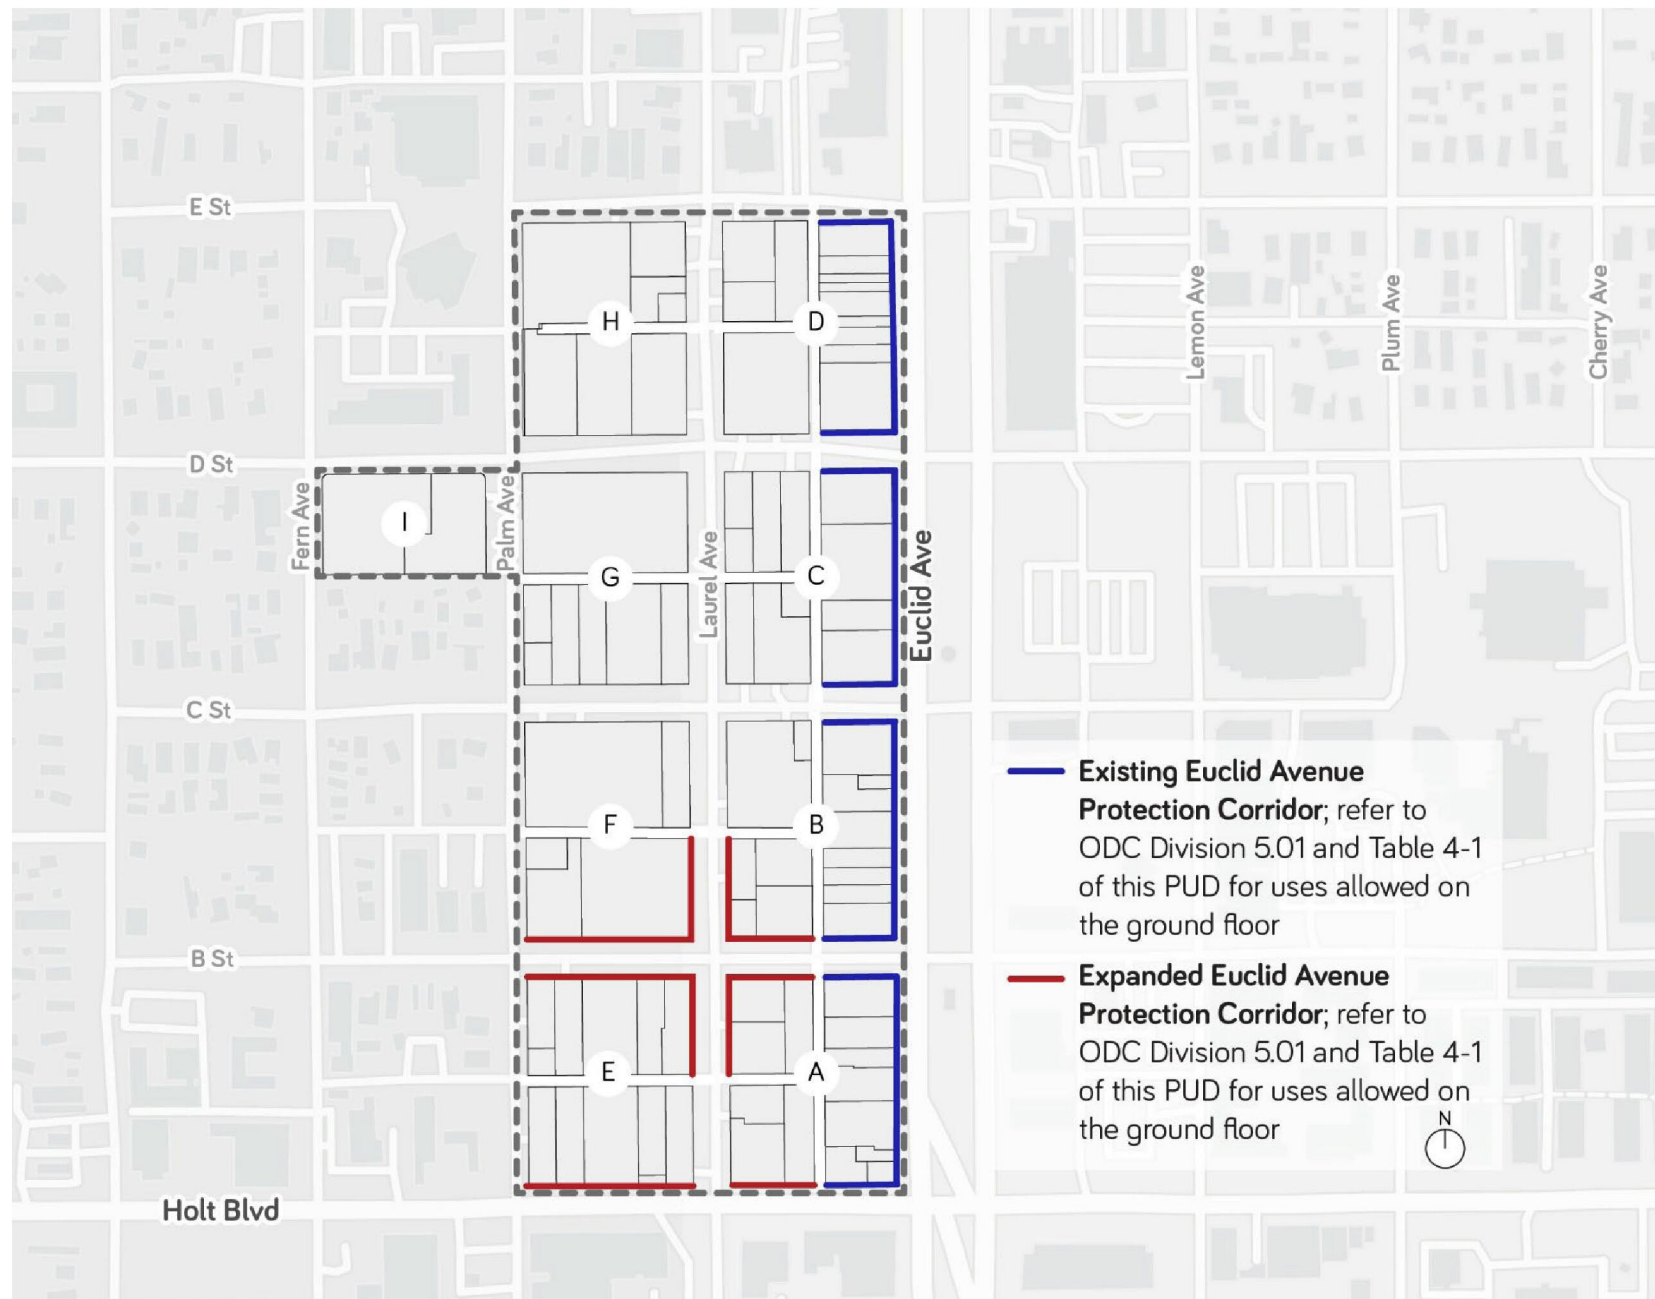 E St
H
D
Lemon Ave
Plum Ave
Cherry Ave
D St
Fern Ave
I
Palm Ave
G
Laurel Ave
C
Euclid Ave
C St
F
B
B St
E
A
Holt Blvd
Existing Euclid Avenue
Protection Corridor; refer to
ODC Division 5.01 and Table 4-1
of this PUD for uses allowed on
the ground floor
Expanded Euclid Avenue
Protection Corridor; refer to
ODC Division 5.01 and Table 4-1
of this PUD for uses allowed on
the ground floor
N